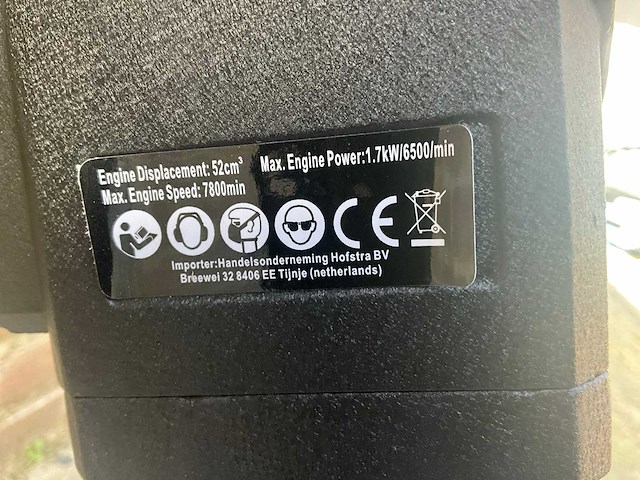 Engine Displacement: 52cm³ Max. Engine Power:1.7kW/6500/min
Max. Engine Speed: 7800min
CE
Importer:Handelsonderneming Hofstra BV
Breewei 32 8406 EE Tijnje (netherlands)